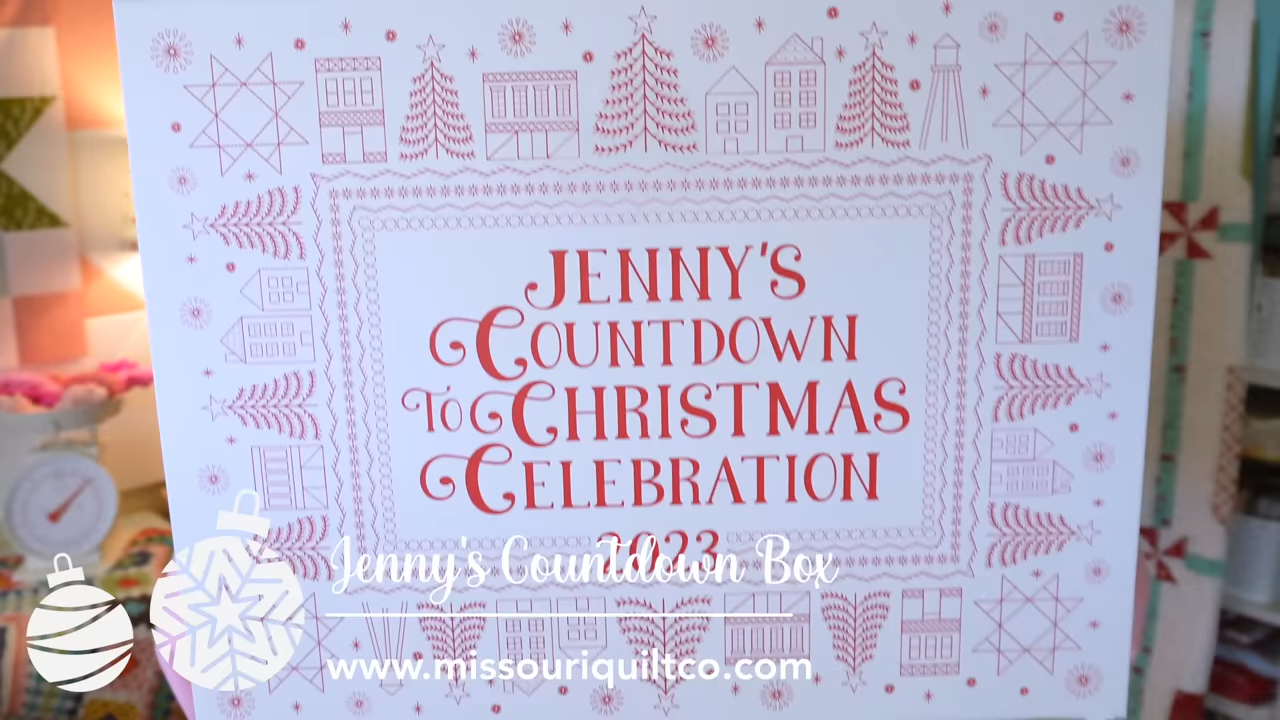 JENNY'S
COUNTDOWN
TO CHRISTMAS
CELEBRATION
2023
Jenny's Countdown Box
www.missouriquiltco.com